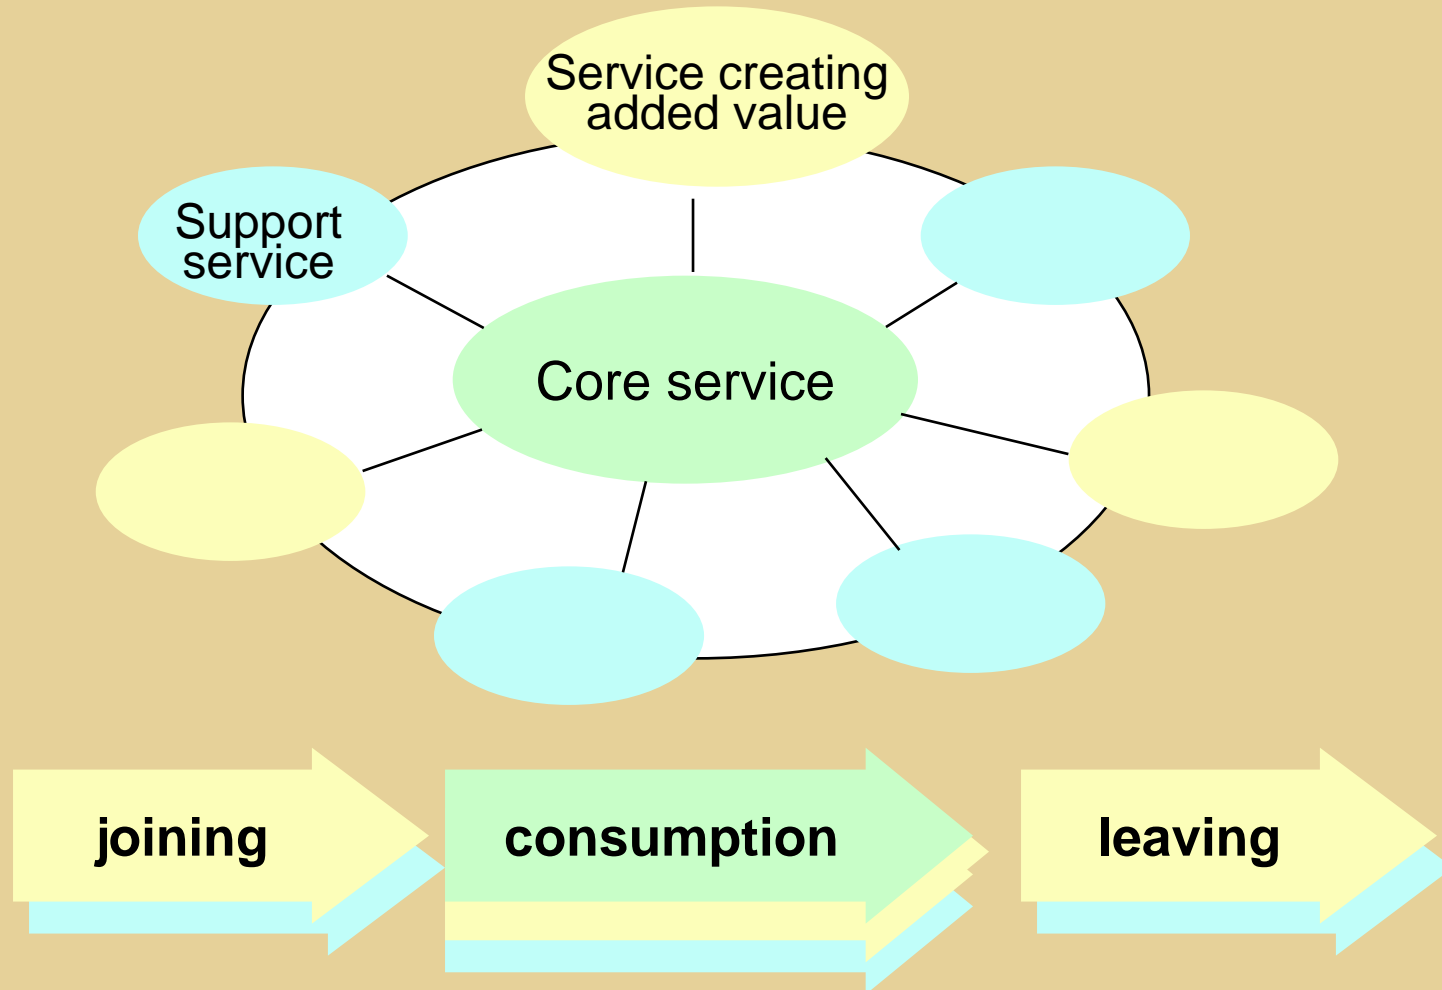 Service creating
added value
Support
service
Core service
joining
consumption
leaving